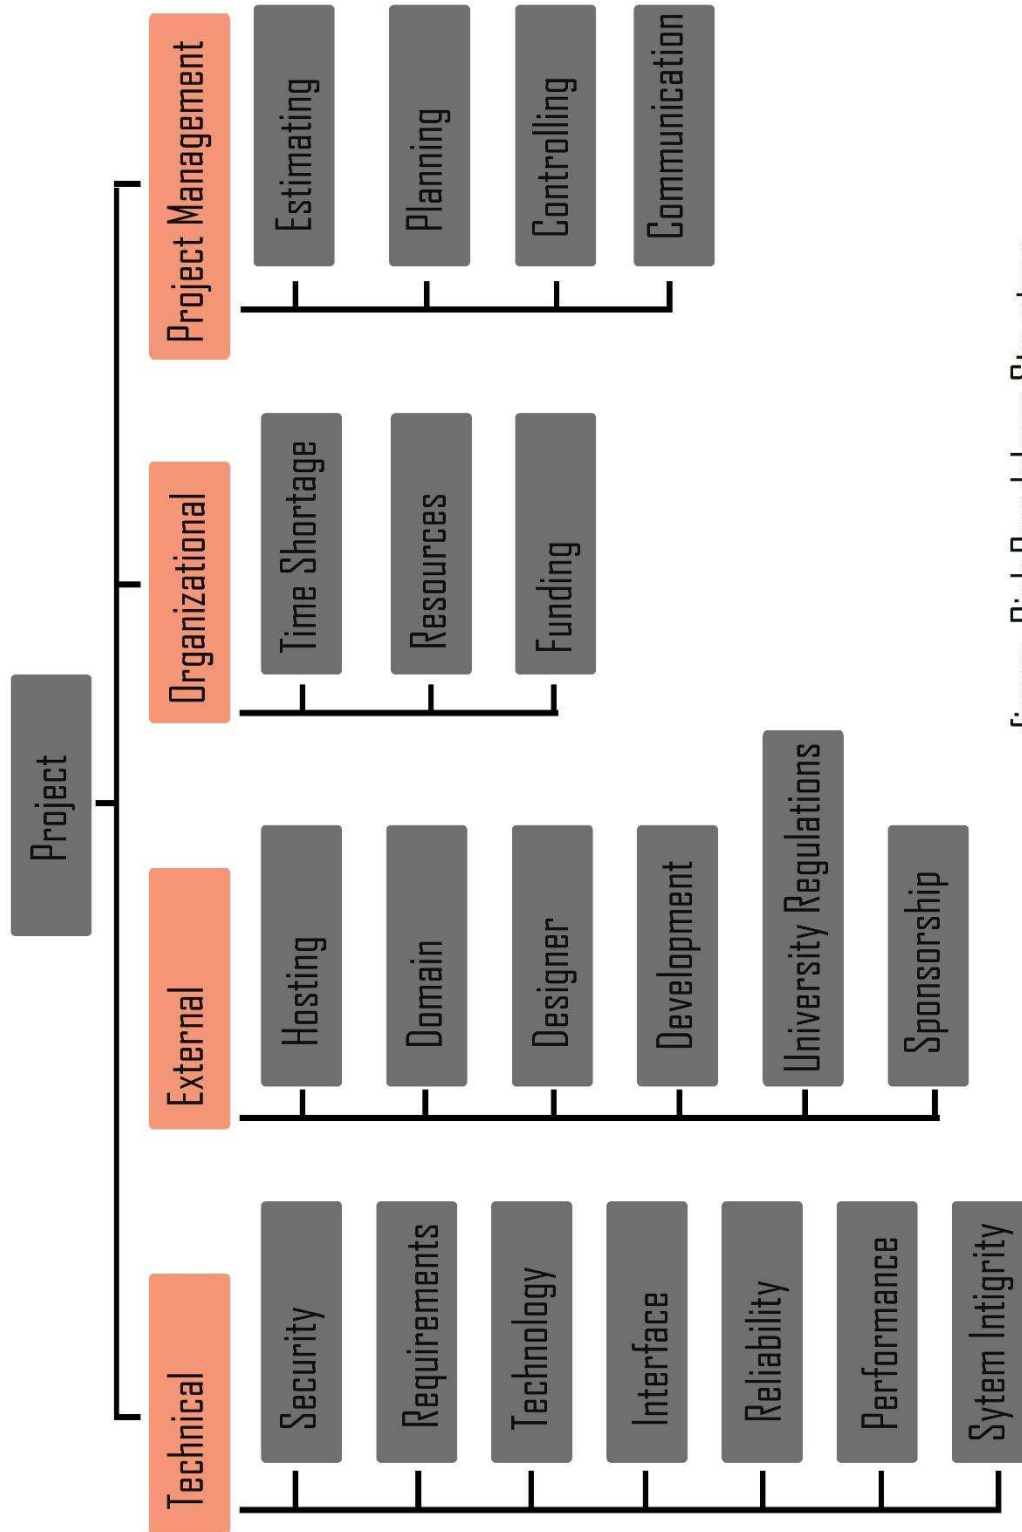 Project
Technical
External
Organizational
Project Management
Security
Requirements
Technology
Interface
Reliability
Performance
Sytem Intigrity
Hosting
Domain
Designer
Development
University Regulations
Sponsorship
Time Shortage
Resources
Funding
Estimating
Planning
Controlling
Communication